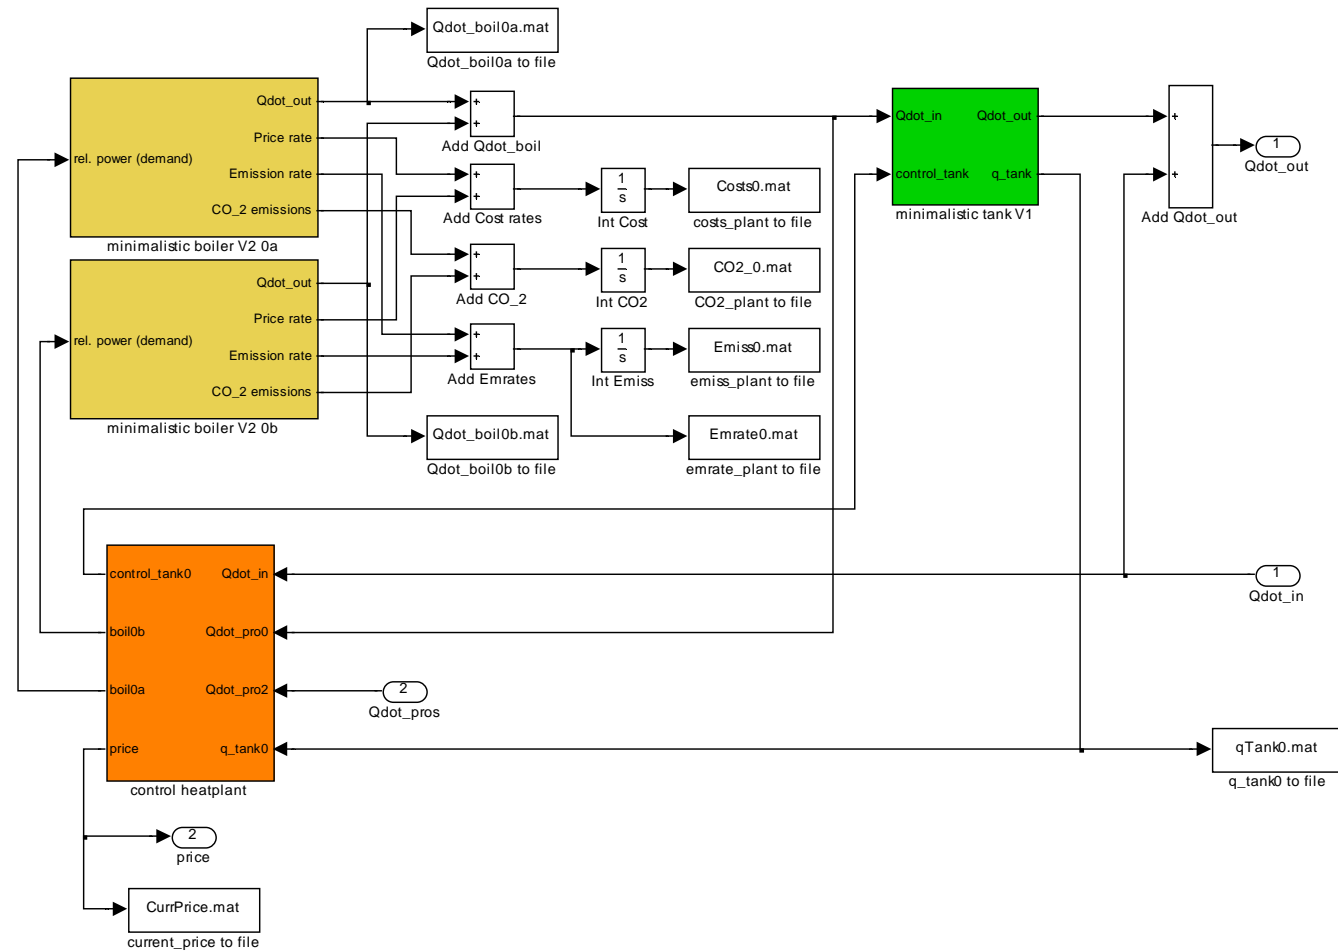 Qdot_boil0a.mat
Qdot_boil0a to file
Qdot_out
Price rate
rel. power (demand)
Emission rate
CO_2 emissions
minimalistic boiler V2 0a
Qdot_out
Price rate
rel. power (demand)
Emission rate
CO_2 emissions
minimalistic boiler V2 0b
+
+
Add Qdot_boil
+
+
Add Cost rates
+
+
Add CO_2
+
+
Add Emrates
1
s
Int Cost
1
s
Int CO2
1
s
Int Emiss
Costs0.mat
costs_plant to file
CO2_0.mat
CO2_plant to file
Emiss0.mat
emiss_plant to file
Emrate0.mat
emrate_plant to file
Qdot_boil0b.mat
Qdot_boil0b to file
Qdot_in
Qdot_out
control_tank
q_tank
minimalistic tank V1
+
+
Add Qdot_out
1
Qdot_out
control_tank0
Qdot_in
boil0b
Qdot_pro0
boil0a
Qdot_pro2
price
q_tank0
control heatplant
1
Qdot_in
2
Qdot_pros
qTank0.mat
q_tank0 to file
2
price
CurrPrice.mat
current_price to file